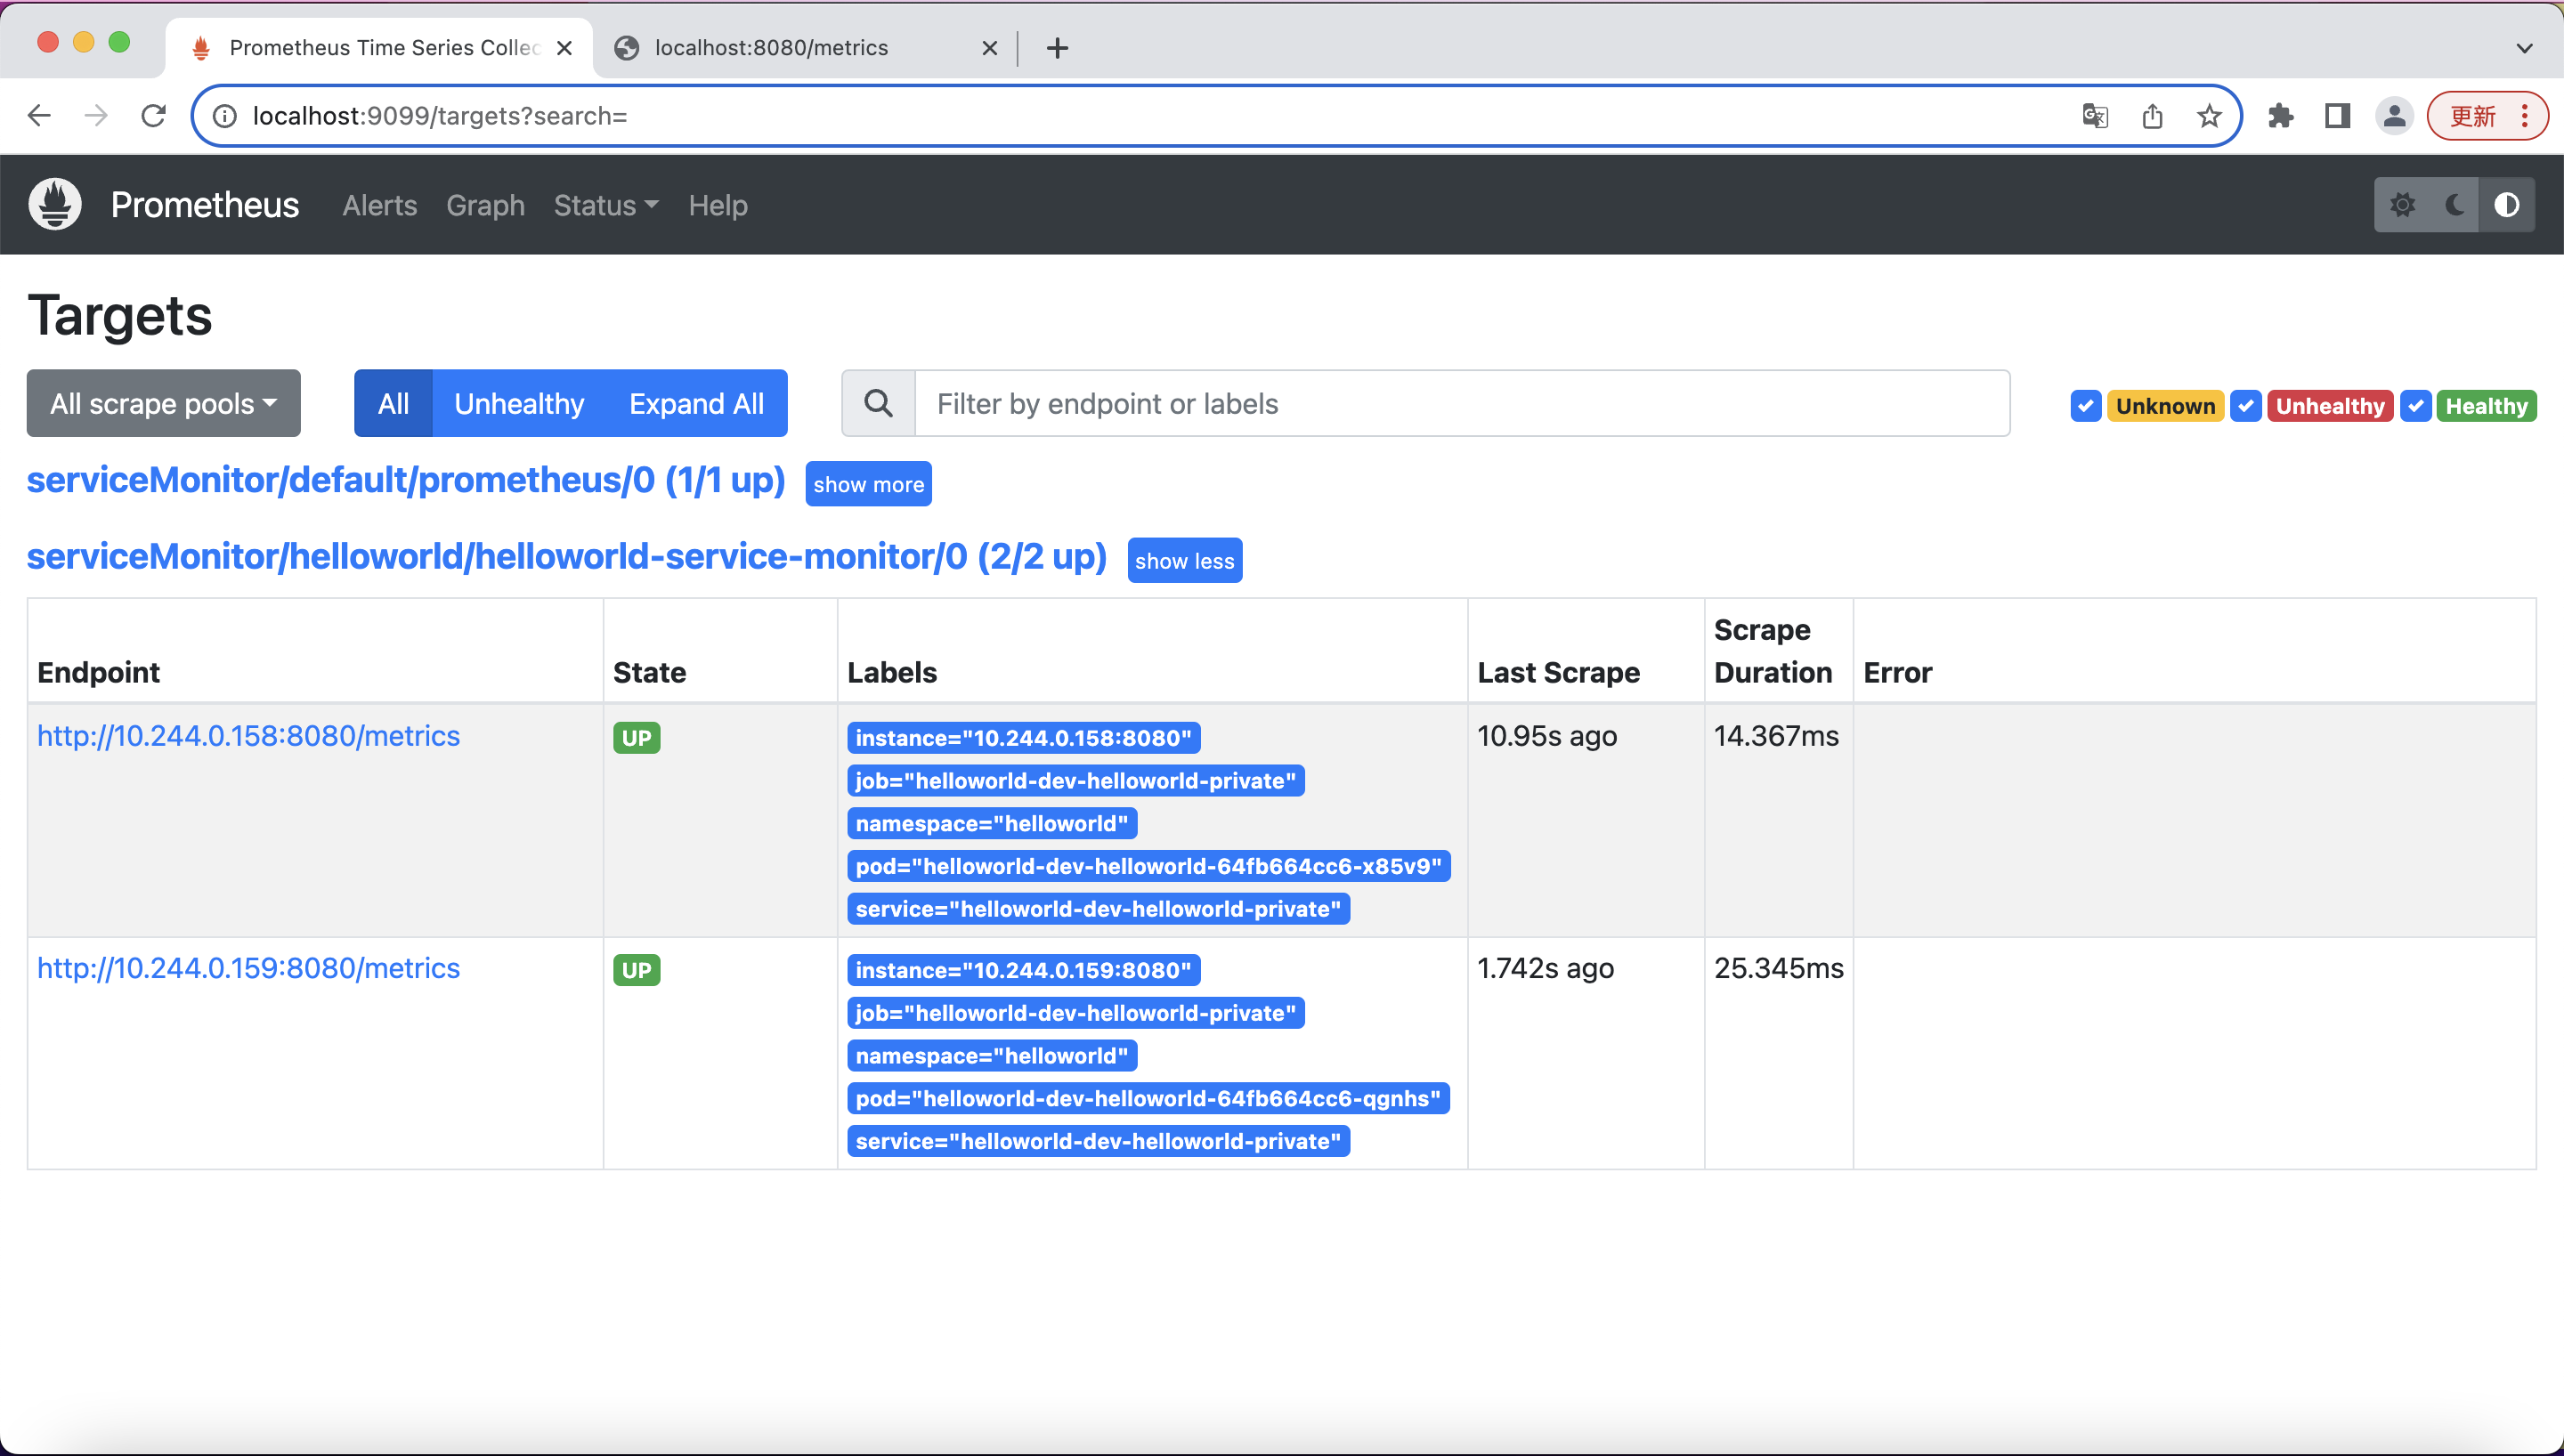 Prometheus Time Series Collec
localhost:8080/metrics
localhost:9099/targets?search=
更新
Prometheus Alerts Graph Status Help
Targets
All scrape pools All Unhealthy Expand All Filter by endpoint or labels Unknown Unhealthy Healthy
serviceMonitor/default/prometheus/0 (1/1 up) show more
serviceMonitor/helloworld/helloworld-service-monitor/0 (2/2 up) show less
Endpoint State Labels Last Scrape Scrape Duration Error
http://10.244.0.158:8080/metrics UP instance="10.244.0.158:8080" 10.95s ago 14.367ms
job="helloworld-dev-helloworld-private"
namespace="helloworld"
pod="helloworld-dev-helloworld-64fb664cc6-x85v9"
service="helloworld-dev-helloworld-private"
http://10.244.0.159:8080/metrics UP instance="10.244.0.159:8080" 1.742s ago 25.345ms
job="helloworld-dev-helloworld-private"
namespace="helloworld"
pod="helloworld-dev-helloworld-64fb664cc6-qgnhs"
service="helloworld-dev-helloworld-private"